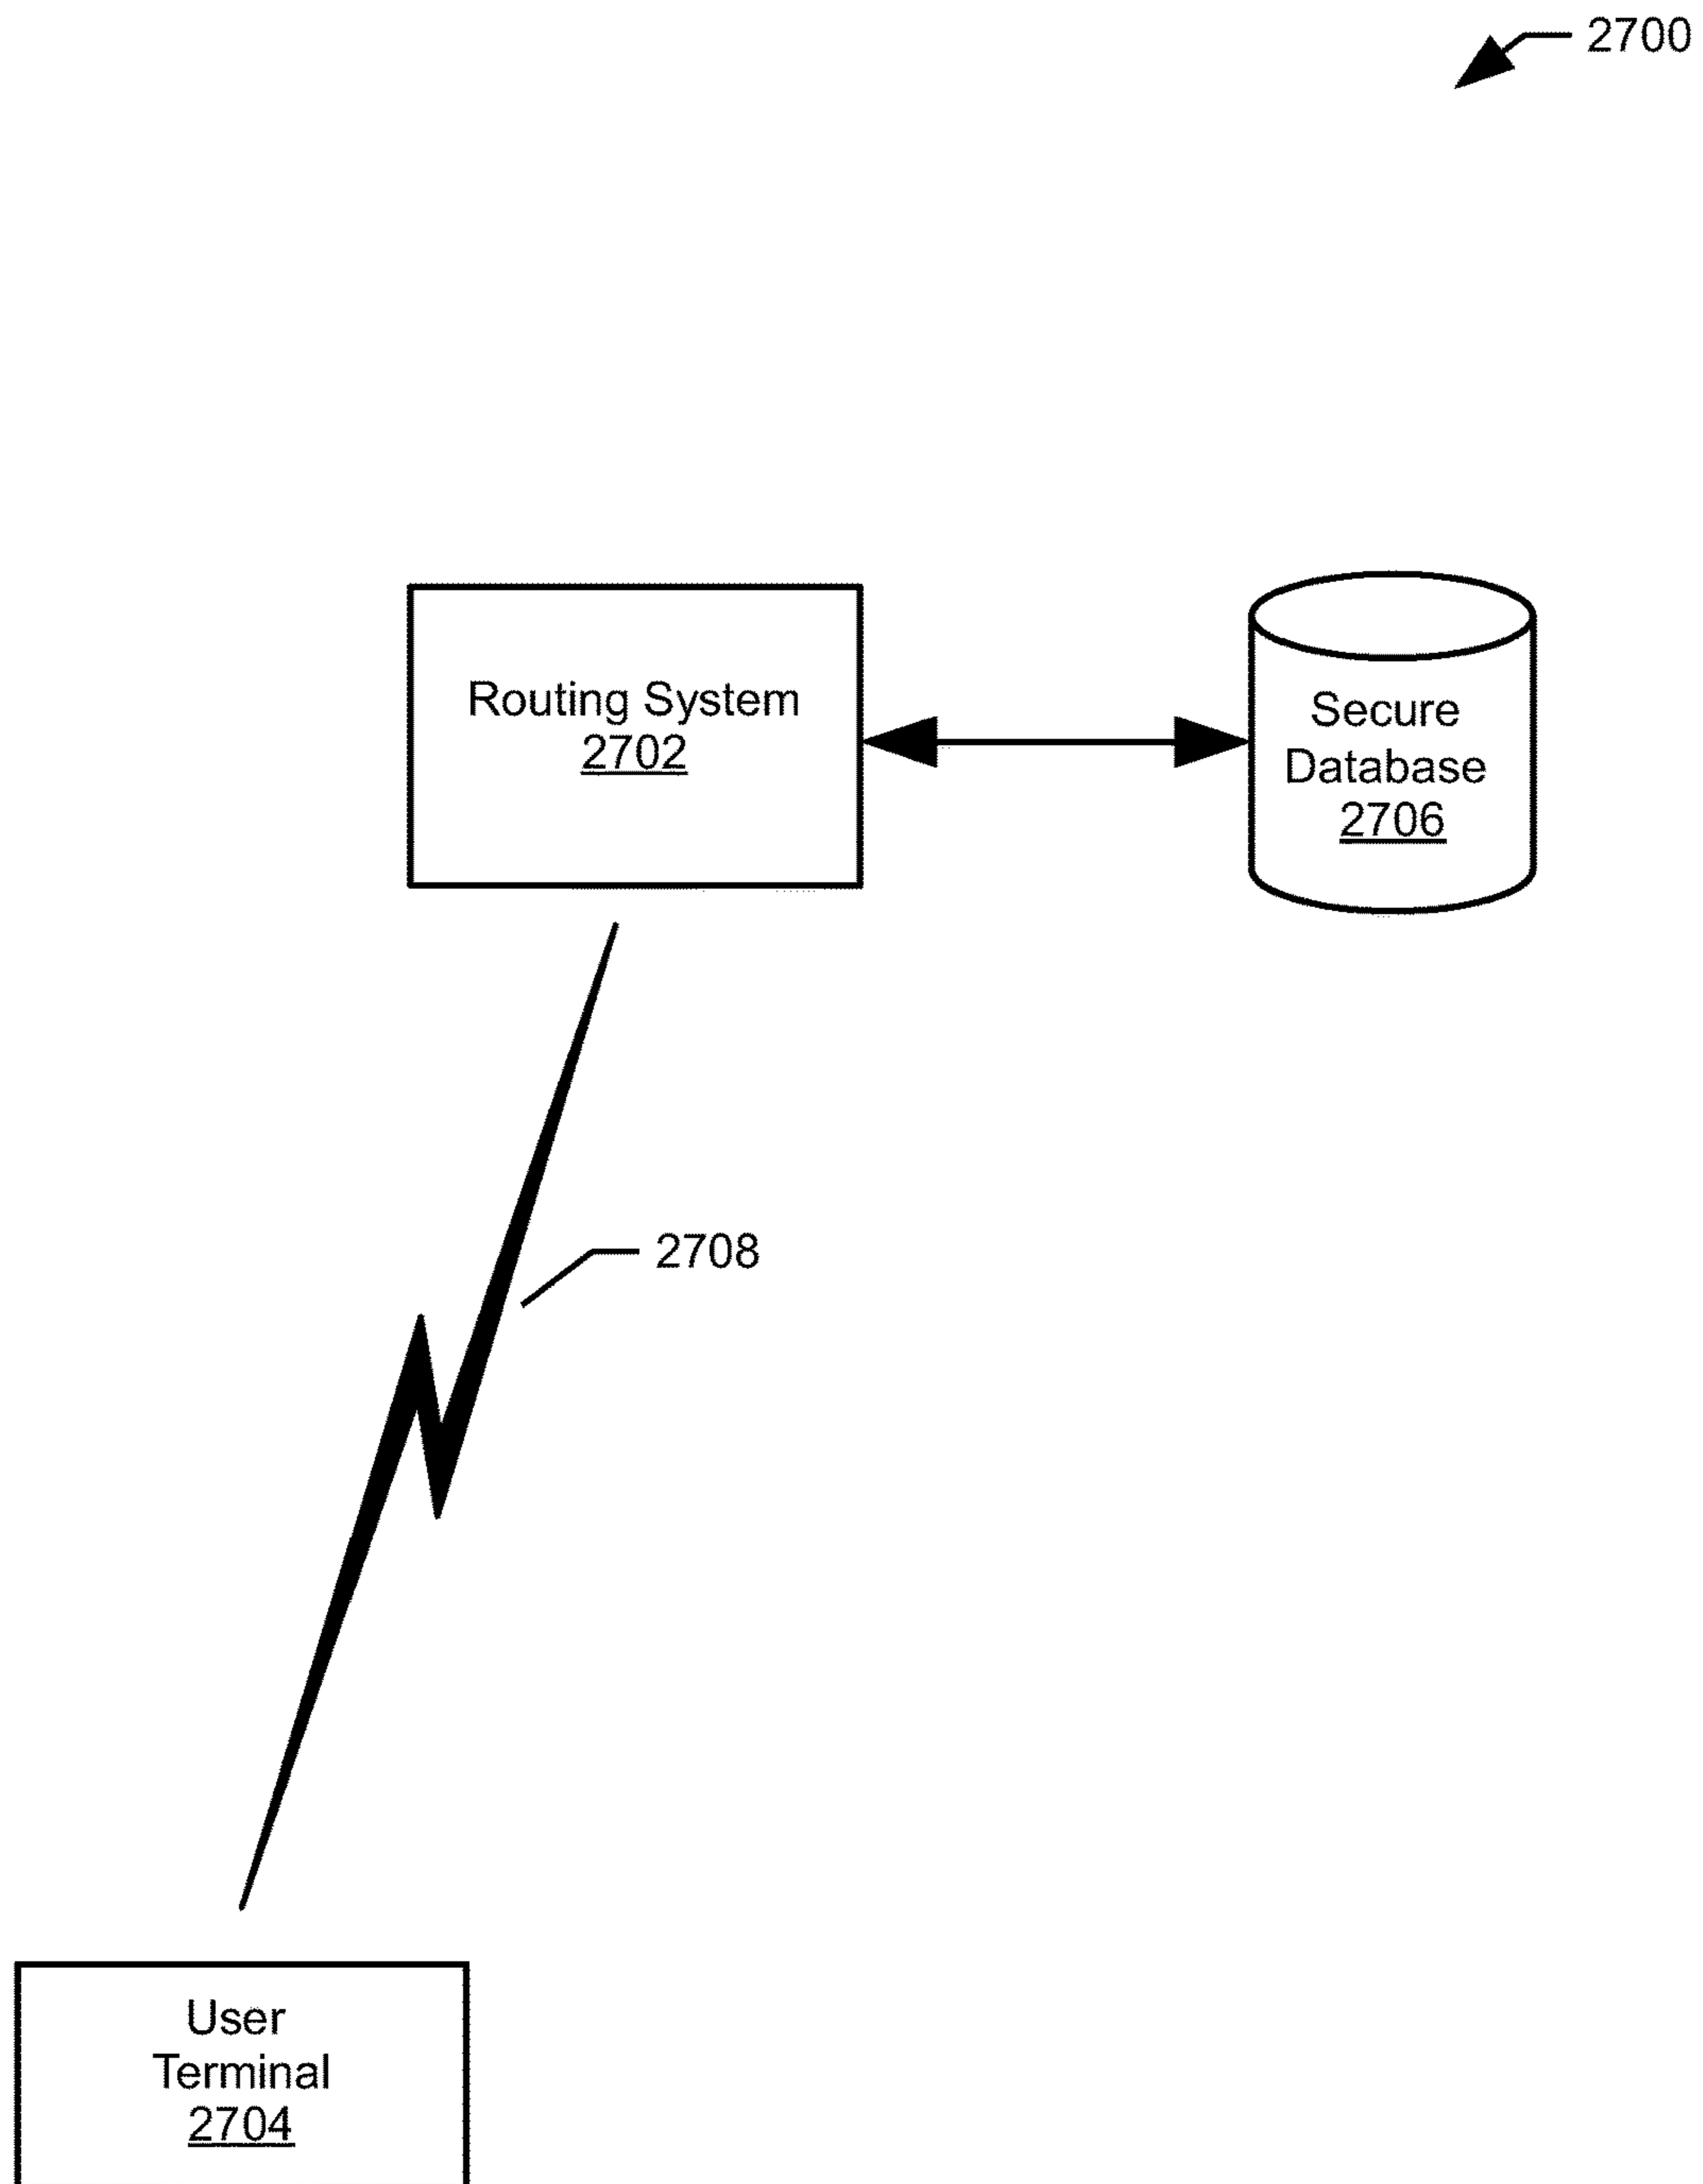 2700
Routing System
2702
Secure
Database
2706
2708
User
Terminal
2704